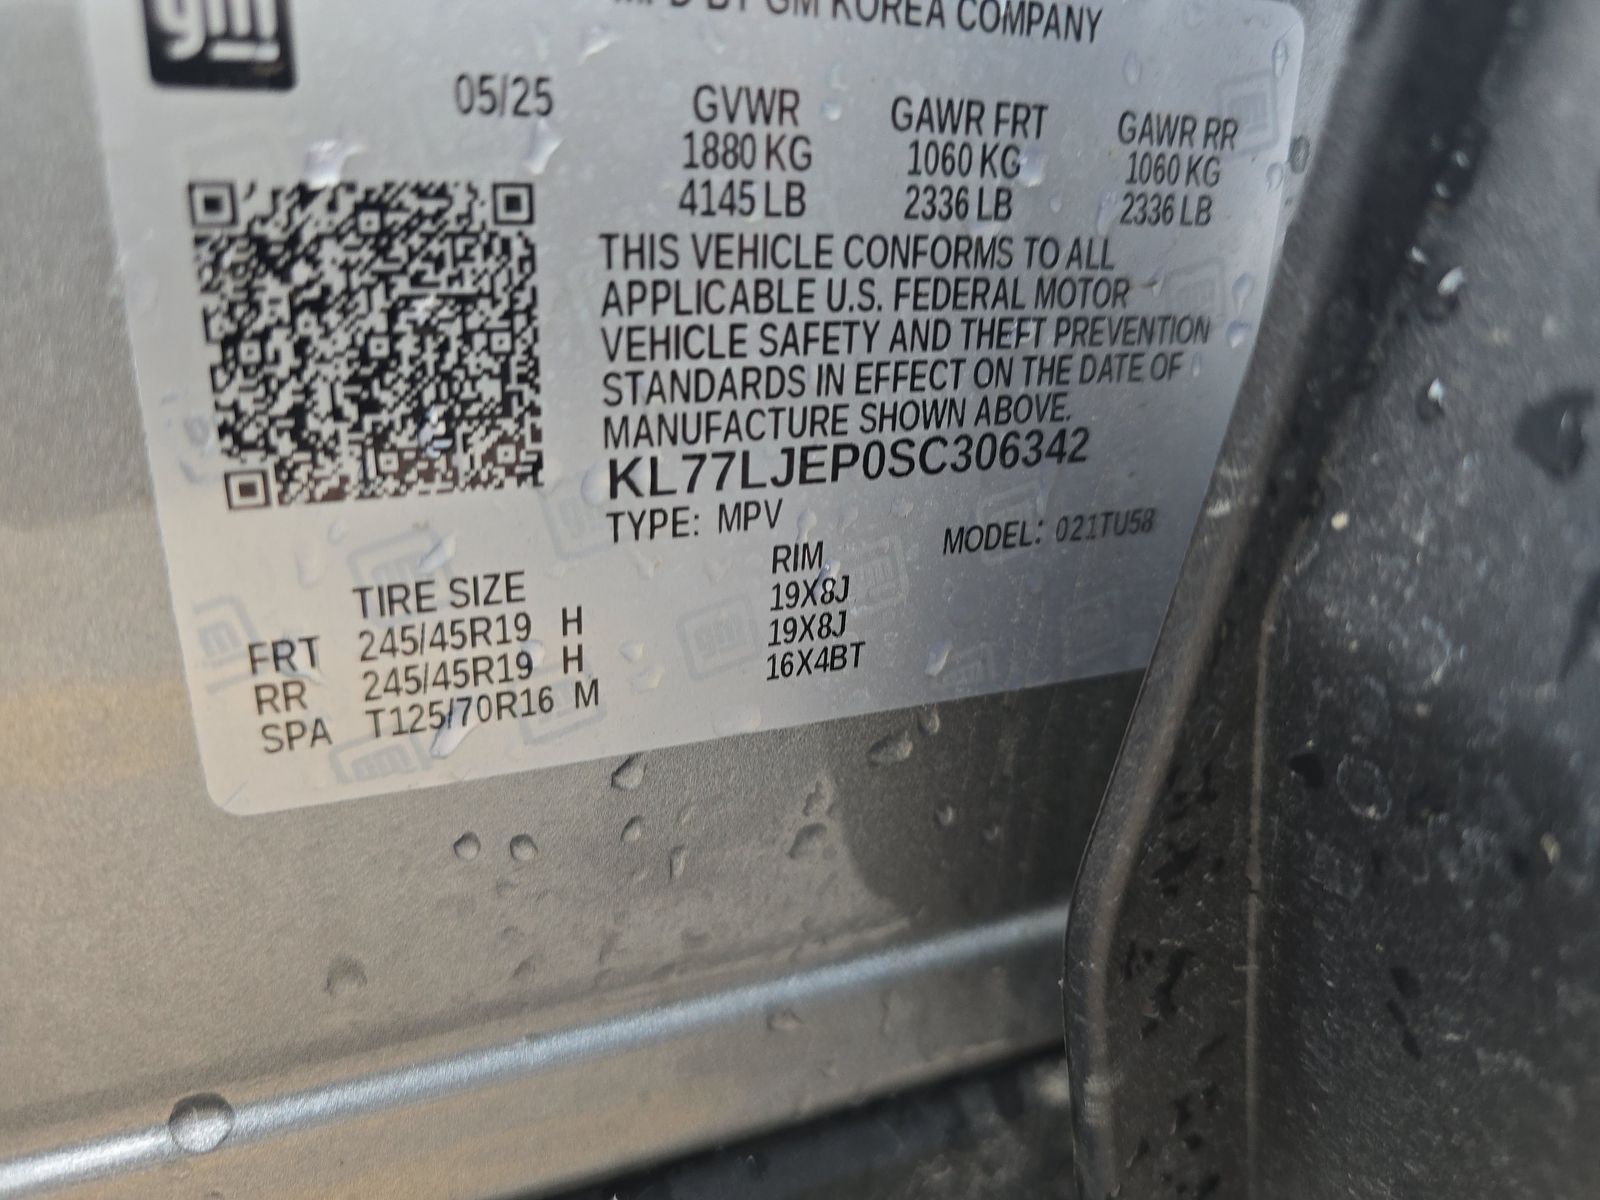 gm
MFD BY GM KOREA COMPANY
05/25
GVWR GAWR FRT GAWR RR
1880 KG 1060 KG 1060 KG
4145 LB 2336 LB 2336 LB
THIS VEHICLE CONFORMS TO ALL
APPLICABLE U.S. FEDERAL MOTOR
VEHICLE SAFETY AND THEFT PREVENTION
STANDARDS IN EFFECT ON THE DATE OF
MANUFACTURE SHOWN ABOVE.
KL77LJEP0SC306342
TYPE: MPV MODEL: 021TU58
TIRE SIZE RIM
FRT 245/45R19 H 19X8J
RR 245/45R19 H 19X8J
SPA T125/70R16 M 16X4BT